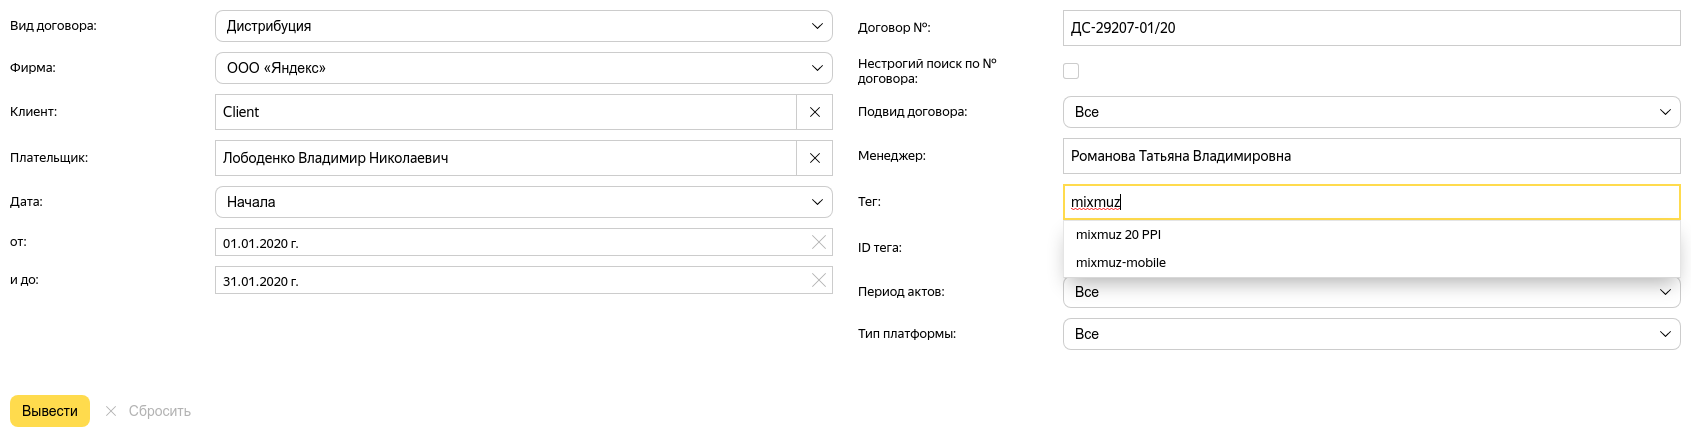 Вид договора:
Дистрибуция
Фирма:
ООО «Яндекс»
Клиент:
Client
Плательщик:
Лободенко Владимир Николаевич
Дата:
Начала
от:
01.01.2020 г.
и до:
31.01.2020 г.
Договор №:
ДС-29207-01/20
Нестрогий поиск по №
договора:
Подвид договора:
Все
Менеджер:
Романова Татьяна Владимировна
Тег:
mixmuz
mixmuz 20 PPI
mixmuz-mobile
ID тега:
Период актов:
Все
Тип платформы:
Все
Вывести
Сбросить